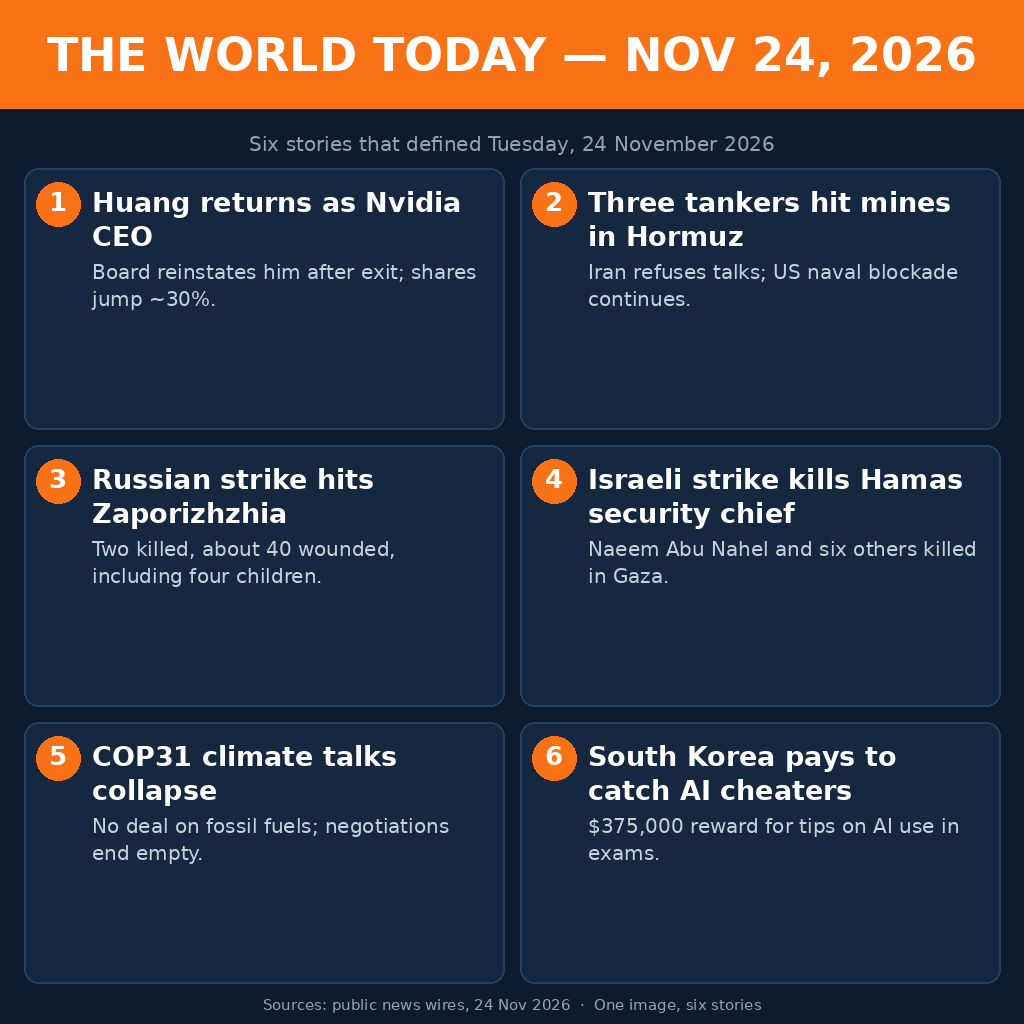 THE WORLD TODAY — NOV 24, 2026
Six stories that defined Tuesday, 24 November 2026
1
Huang returns as Nvidia
CEO
Board reinstates him after exit; shares
jump ~30%.
2
Three tankers hit mines
in Hormuz
Iran refuses talks; US naval blockade
continues.
3
Russian strike hits
Zaporizhzhia
Two killed, about 40 wounded,
including four children.
4
Israeli strike kills Hamas
security chief
Naeem Abu Nahel and six others killed
in Gaza.
5
COP31 climate talks
collapse
No deal on fossil fuels; negotiations
end empty.
6
South Korea pays to
catch AI cheaters
$375,000 reward for tips on AI use in
exams.
Sources: public news wires, 24 Nov 2026 · One image, six stories